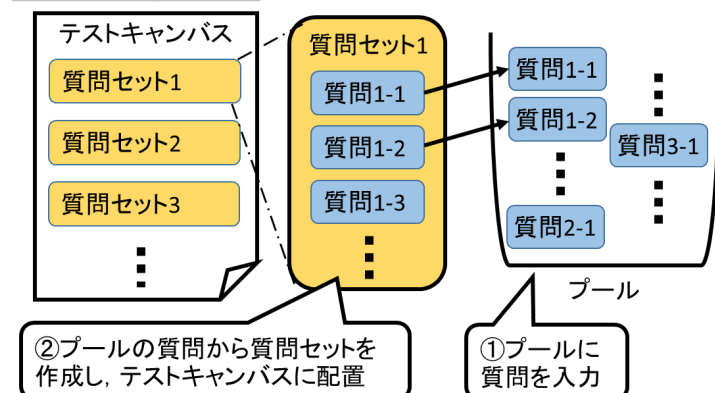 テストキャンバス
質問セット1
質問セット2
質問セット3
質問セット1
質問1-1
質問1-2
質問1-3
質問1-1
質問1-2
質問3-1
質問2-1
プール
②プールの質問から質問セットを
作成し，テストキャンバスに配置
①プールに
質問を入力